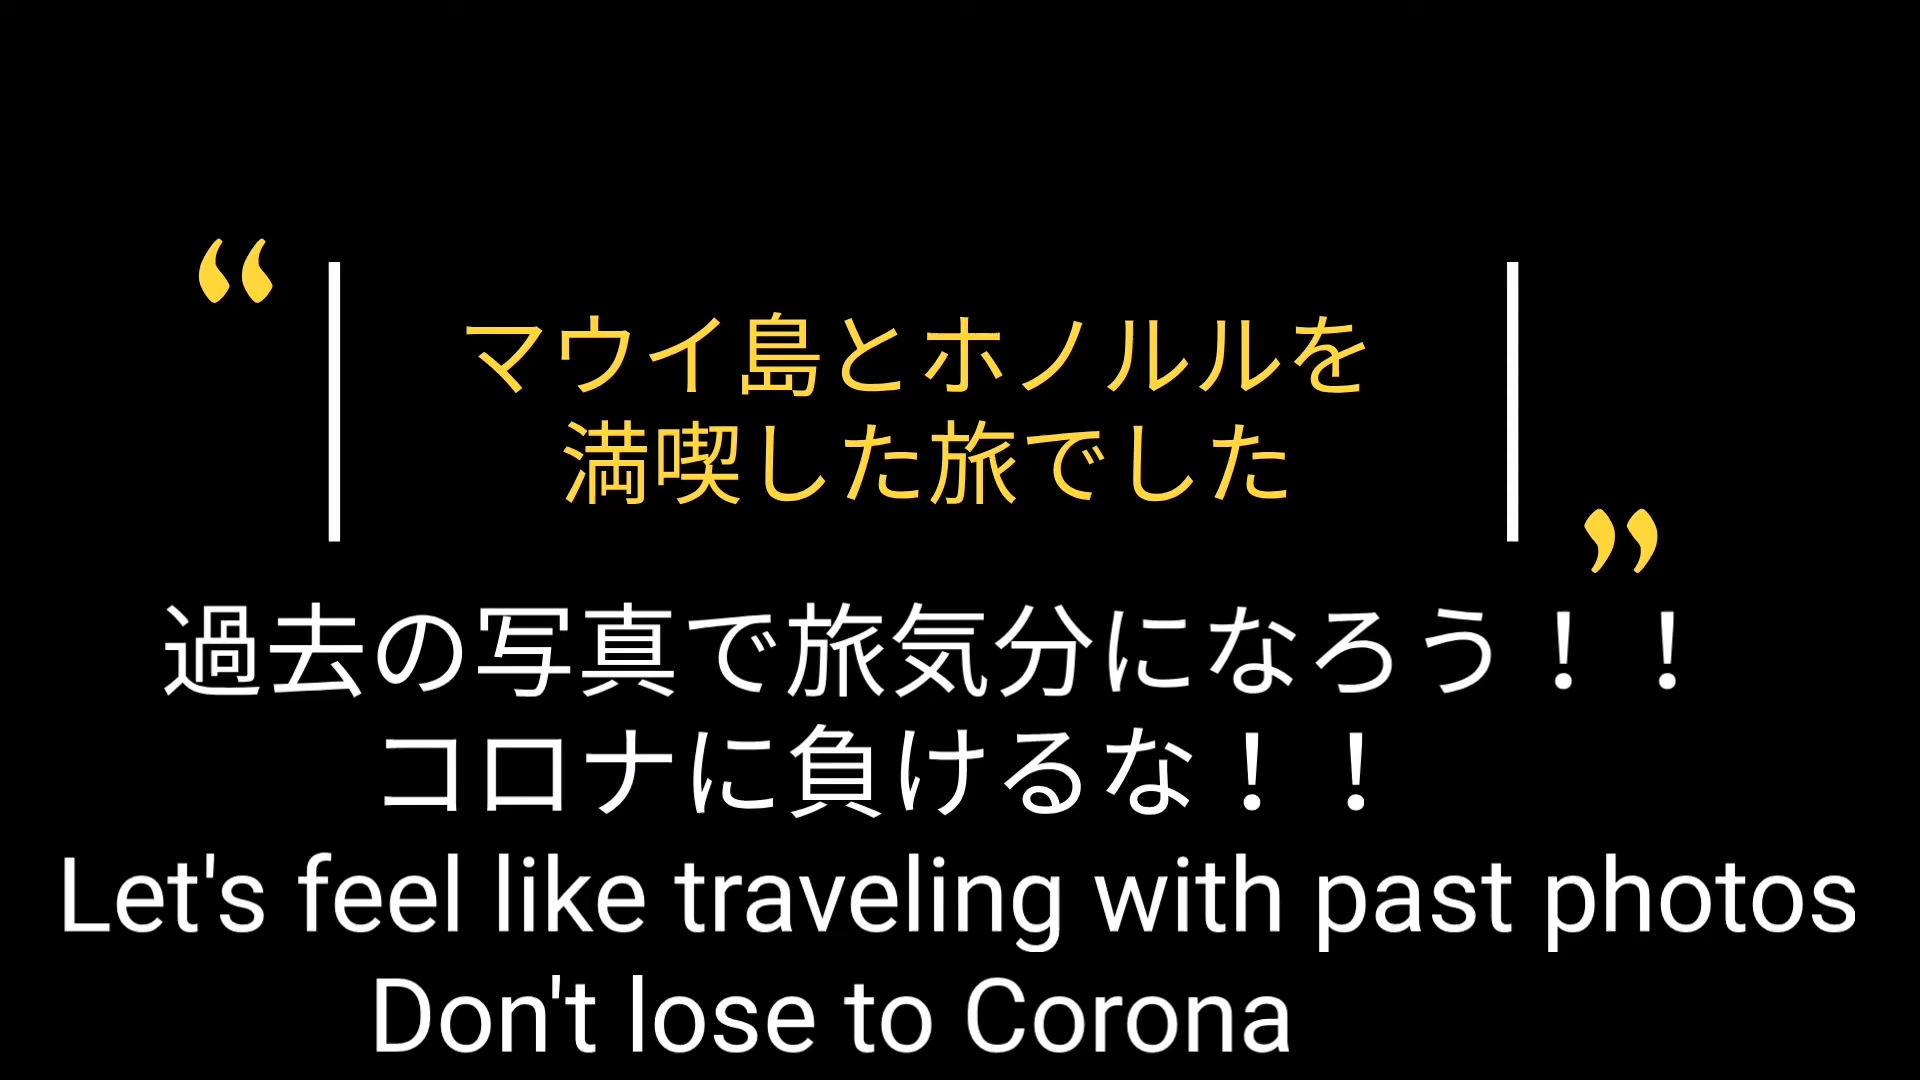 “
マウイ島とホノルルを
満喫した旅でした
”
過去の写真で旅気分になろう！！
コロナに負けるな！！
Let's feel like traveling with past photos
Don't lose to Corona